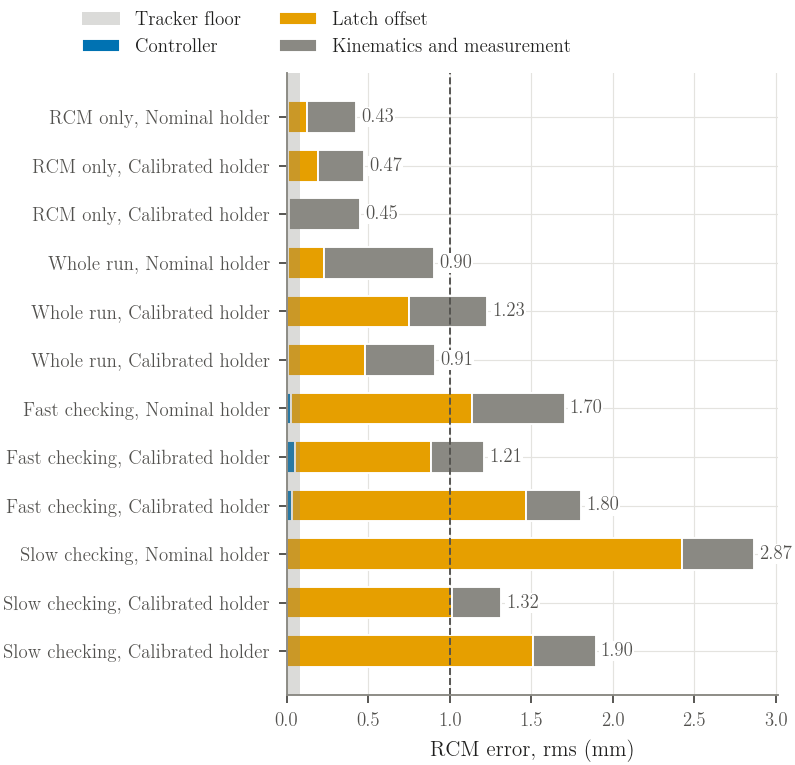 Tracker floor
Latch offset
Controller
Kinematics and measurement
RCM only, Nominal holder
0.43
RCM only, Calibrated holder
0.47
RCM only, Calibrated holder
0.45
Whole run, Nominal holder
0.90
Whole run, Calibrated holder
1.23
Whole run, Calibrated holder
0.91
Fast checking, Nominal holder
1.70
Fast checking, Calibrated holder
1.21
Fast checking, Calibrated holder
1.80
Slow checking, Nominal holder
2.87
Slow checking, Calibrated holder
1.32
Slow checking, Calibrated holder
1.90
0.0 0.5 1.0 1.5 2.0 2.5 3.0
RCM error, rms (mm)